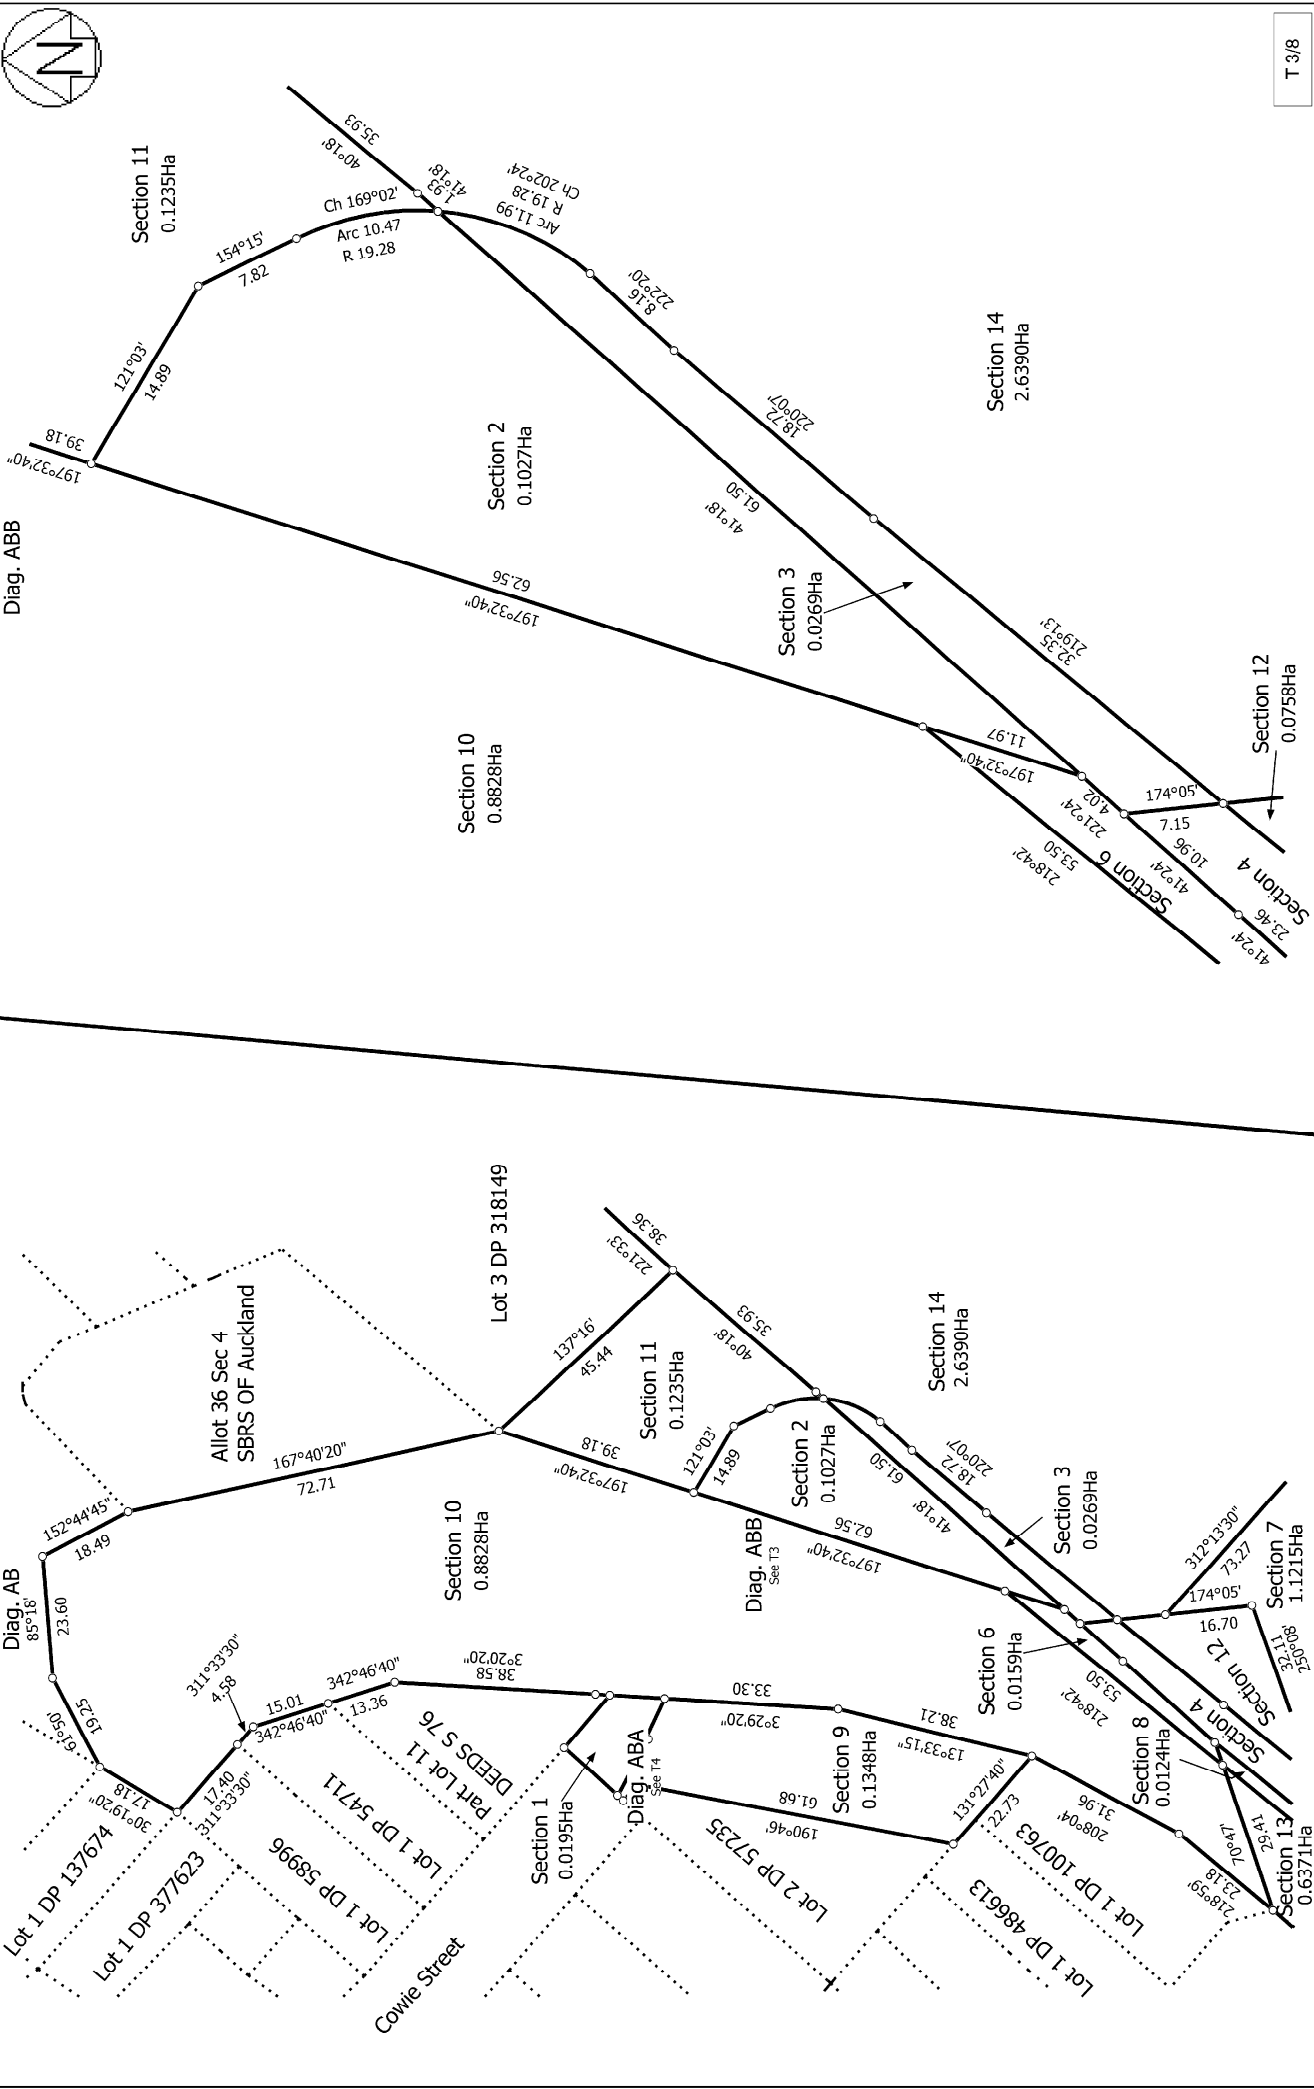 N
T 3/8
Diag. ABB
Section 11
0.1235Ha
35.93
40°18'
1.93
41°18'
Ch 169°02'
Arc 10.47
R 19.28
Ch 202°24'
R 19.28
Arc 11.99
154°15'
7.82
121°03'
14.89
39.18
197°32'40"
8.16
222°20'
Section 14
2.6390Ha
18.72
220°07'
Section 2
0.1027Ha
61.50
41°18'
62.56
197°32'40"
Section 3
0.0269Ha
32.35
219°13'
Section 10
0.8828Ha
11.97
197°32'40"
4.02
221°24'
174°05'
7.15
Section 12
0.0758Ha
53.50
218°42'
Section 6
10.96
41°24'
Section 4
23.46
41°24'
Diag. AB
85°18'
23.60
152°44'45"
18.49
Allot 36 Sec 4
SBRS OF Auckland
167°40'20"
72.71
Lot 3 DP 318149
38.36
221°33'
137°16'
45.44
35.93
40°18'
Section 11
0.1235Ha
Section 14
2.6390Ha
39.18
197°32'40"
121°03'
14.89
Section 2
0.1027Ha
61.50
41°18'
18.72
220°07'
Section 10
0.8828Ha
Diag. ABB
See T3
62.56
197°32'40"
Section 3
0.0269Ha
312°13'30"
73.27
174°05'
16.70
Section 7
1.1215Ha
32.11
250°08'
Section 12
Section 6
0.0159Ha
53.50
218°42'
Section 4
Section 8
0.0124Ha
19.25
67°50'
17.18
30°19'20"
311°33'30"
4.58
15.01
342°46'40"
342°46'40"
13.36
17.40
311°33'30"
38.58
3°20'20"
33.30
3°29'20"
Section 1
0.0195Ha
Diag. ABA
See T4
Section 9
0.1348Ha
38.21
13°33'15"
61.68
190°46'
131°27'40"
22.73
31.96
208°04'
23.18
218°59'
70°47'
29.41
Section 13
0.6371Ha
Lot 1 DP 137674
Lot 1 DP 377623
Lot 1 DP 58996
Lot 1 DP 54711
Part Lot 11
DEEDS S 76
Cowie Street
Lot 2 DP 57235
Lot 1 DP 100763
Lot 1 DP 486613